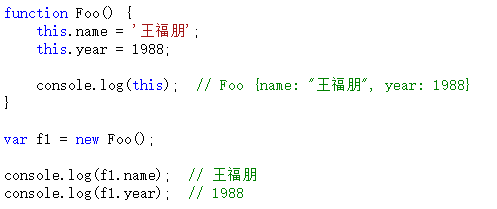 function Foo() {
    this.name = '王福朋';
    this.year = 1988;

    console.log(this);  // Foo {name: "王福朋", year: 1988}
}

var f1 = new Foo();

console.log(f1.name);  // 王福朋
console.log(f1.year);  // 1988